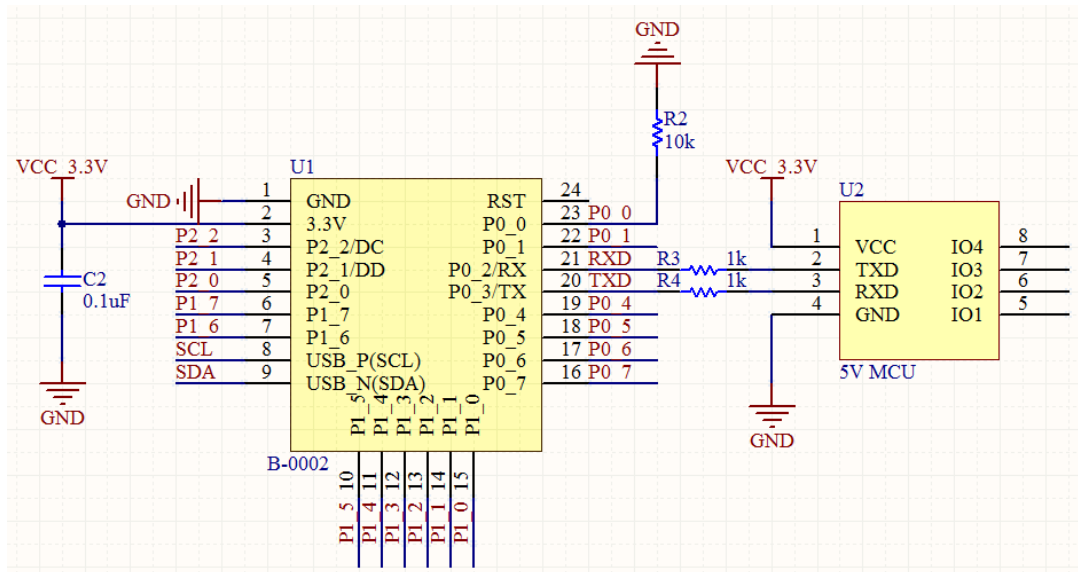 GND
R2
10k
VCC_3.3V
C2
0.1uF
GND
U1
GND
1 GND
2 3.3V
P2_2 3 P2_2/DC
P2_1 4 P2_1/DD
P2_0 5 P2_0
P1_7 6 P1_7
P1_6 7 P1_6
SCL 8 USB_P(SCL)
SDA 9 USB_N(SDA)
RST 24
P0_0 23 P0_0
P0_1 22 P0_1
P0_2/RX 21 RXD
P0_3/TX 20 TXD
P0_4 19 P0_4
P0_5 18 P0_5
P0_6 17 P0_6
P0_7 16 P0_7
P1_5 10 P1_5
P1_4 11 P1_4
P1_3 12 P1_3
P1_2 13 P1_2
P1_1 14 P1_1
P1_0 15 P1_0
B-0002
R3 1k
R4 1k
VCC_3.3V
GND
U2
1 VCC IO4 8
2 TXD IO3 7
3 RXD IO2 6
4 GND IO1 5
5V MCU